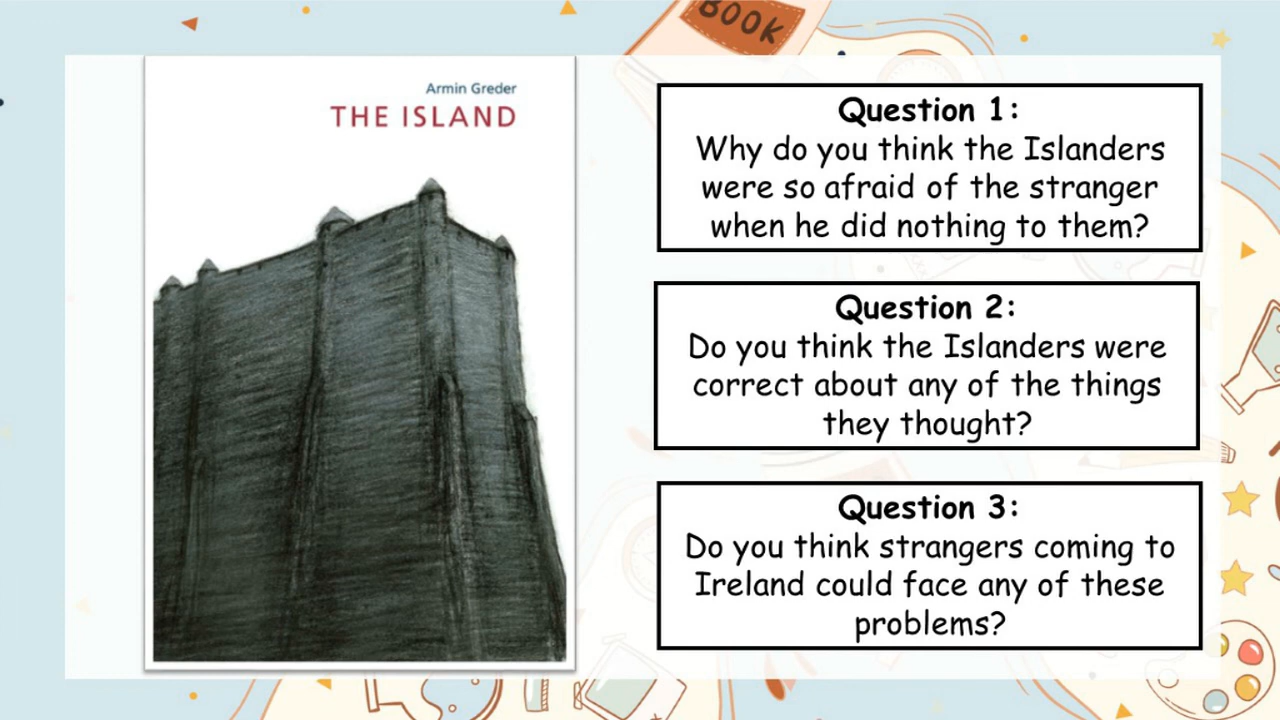 BOOK
Armin Greder
THE ISLAND
Question 1:
Why do you think the Islanders
were so afraid of the stranger
when he did nothing to them?
Question 2:
Do you think the Islanders were
correct about any of the things
they thought?
Question 3:
Do you think strangers coming to
Ireland could face any of these
problems?